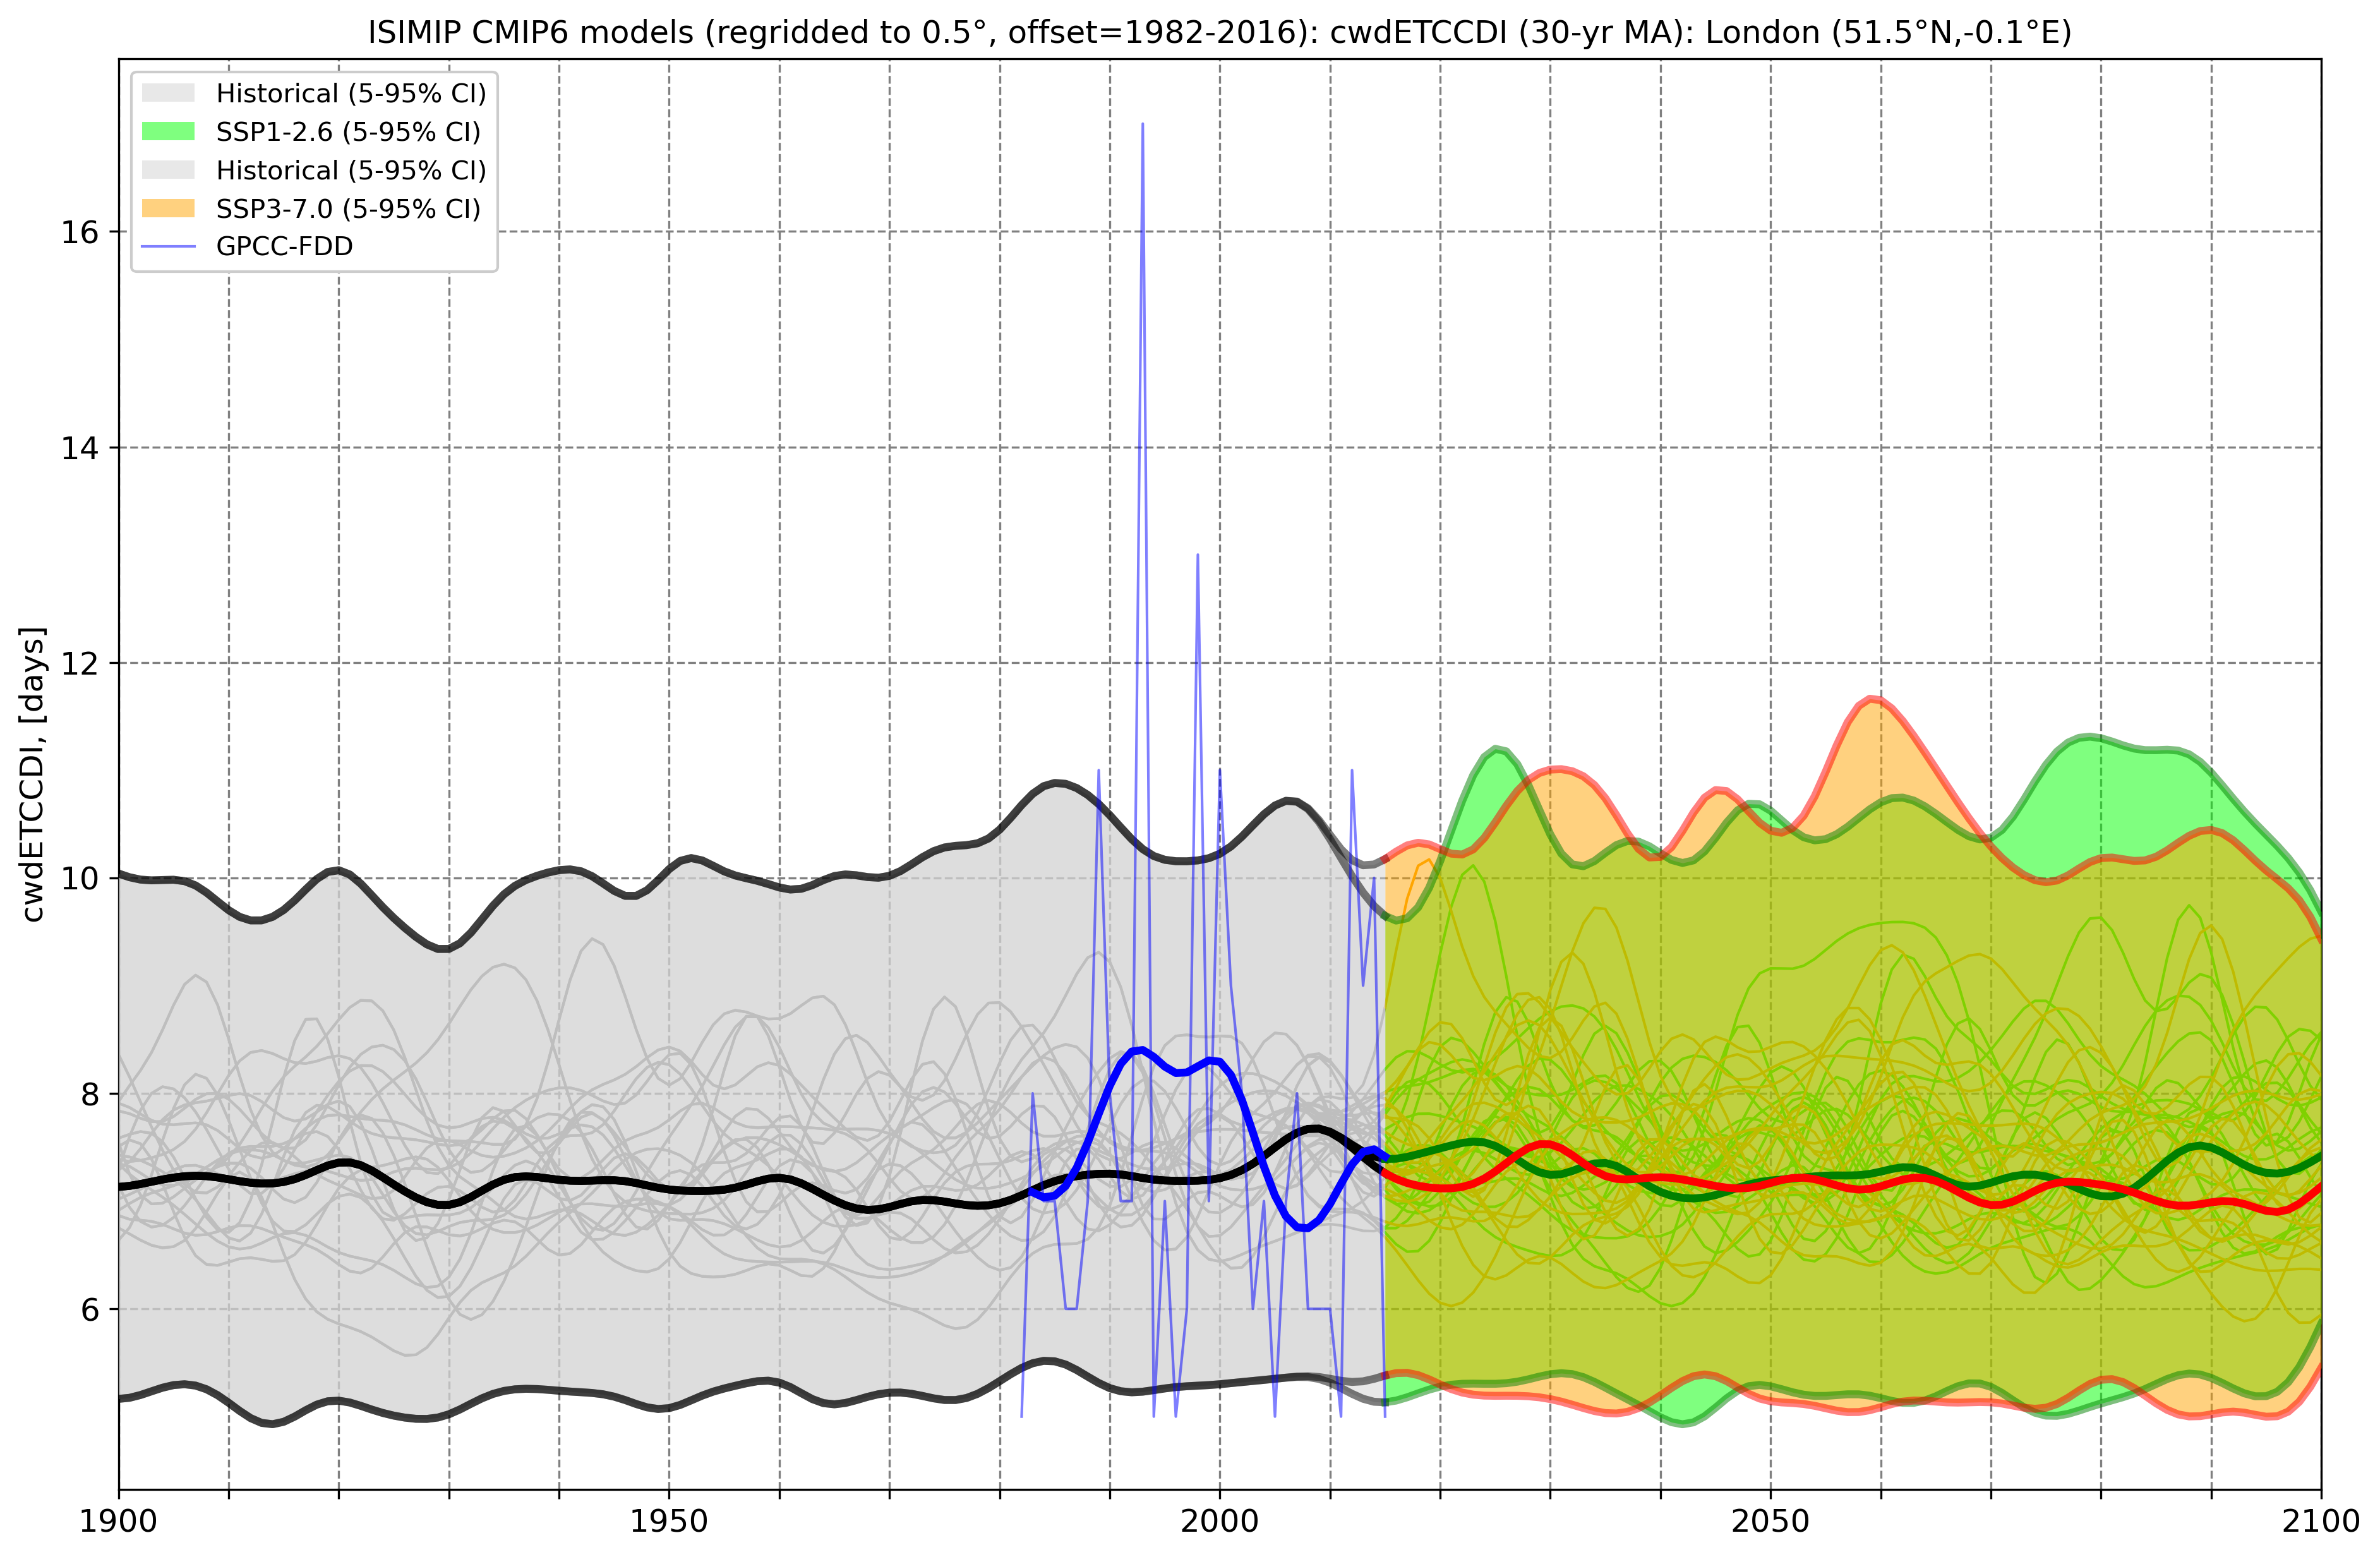 ISIMIP CMIP6 models (regridded to 0.5°, offset=1982-2016): cwdETCCDI (30-yr MA): London (51.5°N,-0.1°E)
Historical (5-95% CI)
SSP1-2.6 (5-95% CI)
Historical (5-95% CI)
SSP3-7.0 (5-95% CI)
GPCC-FDD
cwdETCCDI, [days]
16
14
12
10
8
6
1900
1950
2000
2050
2100